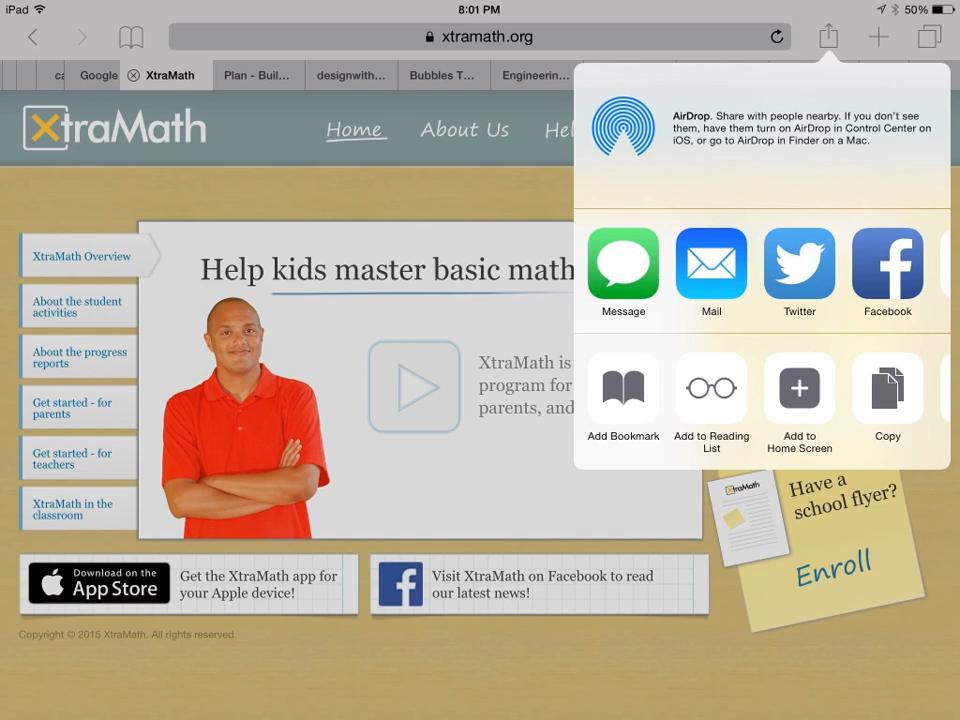 iPad
8:01 PM
50%
xtramath.org
Google
XtraMath
Plan - Buil...
designwith...
Bubbles T...
Engineerin...
XtraMath
Home
About Us
AirDrop. Share with people nearby. If you don't see
them, have them turn on AirDrop in Control Center on
iOS, or go to AirDrop in Finder on a Mac.
Message
Mail
Twitter
Facebook
Add Bookmark
Add to Reading
List
Add to
Home Screen
Copy
XtraMath Overview
About the student
activities
About the progress
reports
Get started - for
parents
Get started - for
teachers
XtraMath in the
classroom
Help kids master basic math
XtraMath is
program for
parents, and
XtraMath
Have a
school flyer?
Enroll
Download on the
App Store
Get the XtraMath app for
your Apple device!
Visit XtraMath on Facebook to read
our latest news!
Copyright © 2015 XtraMath. All rights reserved.